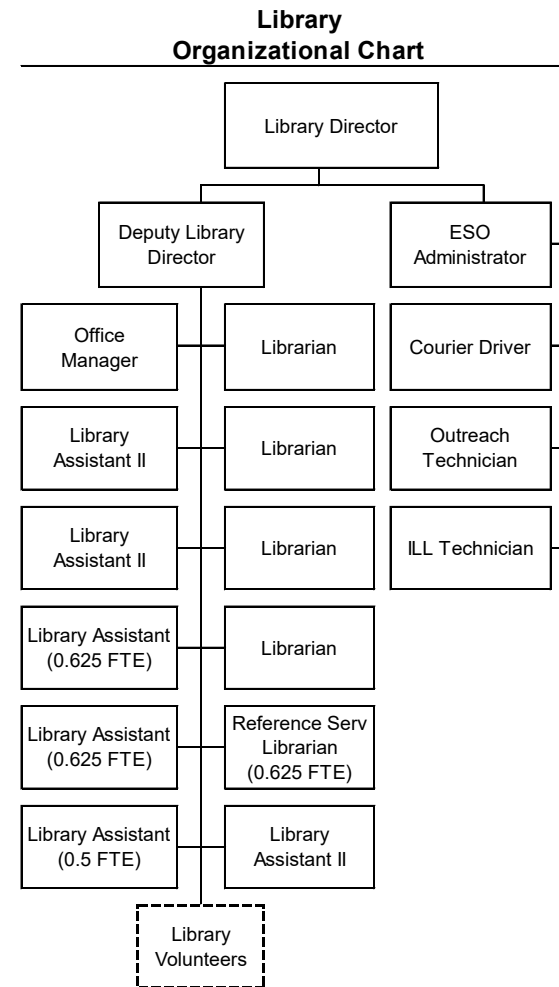 Library
Organizational Chart
Library Director
Deputy Library
Director
ESO
Administrator
Office
Manager
Librarian
Courier Driver
Library
Assistant II
Librarian
Outreach
Technician
Library
Assistant II
Librarian
ILL Technician
Library Assistant
(0.625 FTE)
Librarian
Library Assistant
(0.625 FTE)
Reference Serv
Librarian
(0.625 FTE)
Library Assistant
(0.5 FTE)
Library
Assistant II
Library
Volunteers